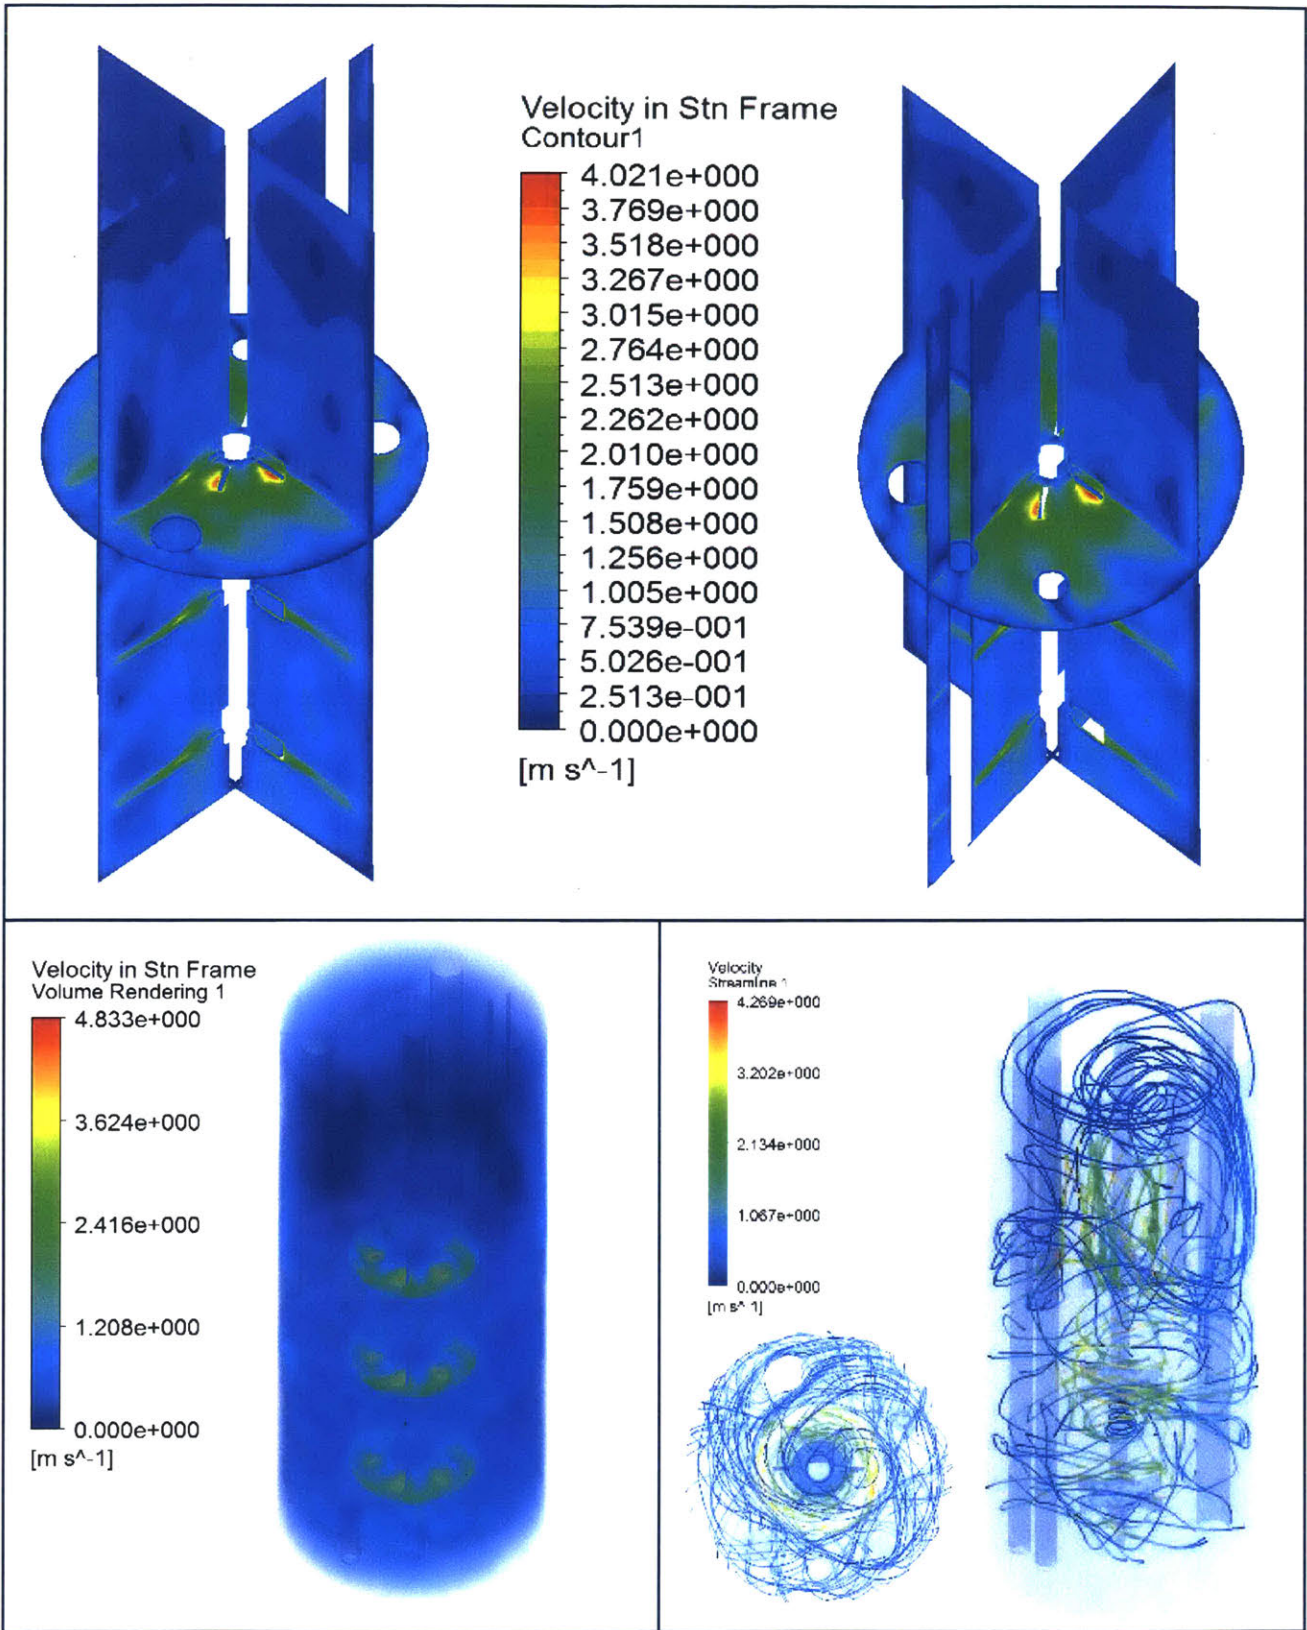 Velocity in Stn Frame
Contour1
4.021e+000
3.769e+000
3.518e+000
3.267e+000
3.015e+000
2.764e+000
2.513e+000
2.262e+000
2.010e+000
1.759e+000
1.508e+000
1.256e+000
1.005e+000
7.539e-001
5.026e-001
2.513e-001
0.000e+000
[m s^-1]
Velocity in Stn Frame
Volume Rendering 1
4.833e+000
3.624e+000
2.416e+000
1.208e+000
0.000e+000
[m s^-1]
Velocity
Streamline 1
4.269e+000
3.202e+000
2.134e+000
1.067e+000
0.000e+000
[m s^-1]